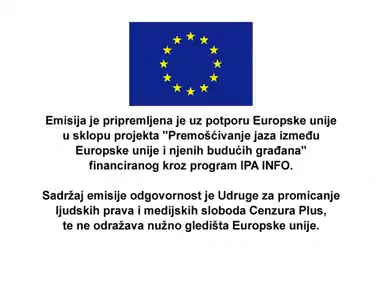 Emisija je pripremljena je uz potporu Europske unije
u sklopu projekta "Premošćivanje jaza između
Europske unije i njenih budućih građana"
financiranog kroz program IPA INFO.
Sadržaj emisije odgovornost je Udruge za promicanje
ljudskih prava i medijskih sloboda Cenzura Plus,
te ne odražava nužno gledišta Europske unije.